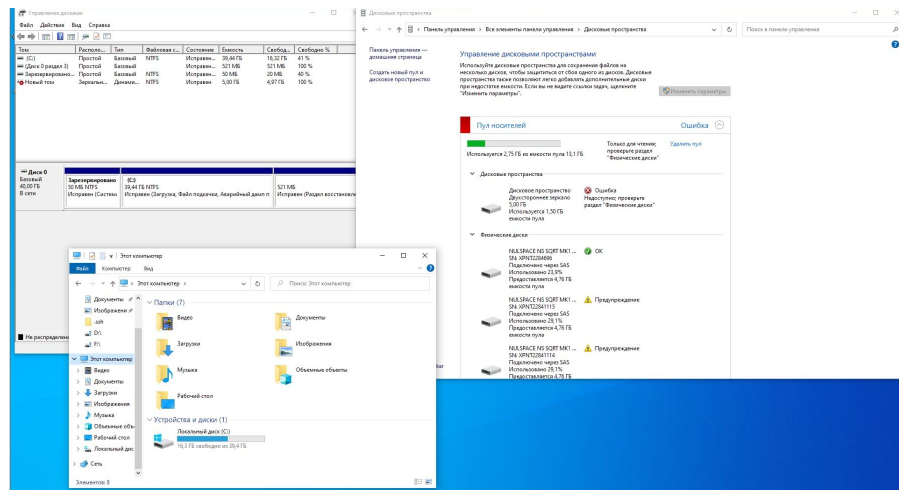 Управление дисками
Файл Действие Вид Справка
Том Располо... Тип Файловая с... Состояние Емкость Свобод... Свободно %
(C:) Простой Базовый NTFS Исправен... 39,44 ГБ 16,32 ГБ 41 %
(Диск 0 раздел 3) Простой Базовый Исправен... 521 МБ 521 МБ 100 %
Зарезервировано... Простой Базовый NTFS Исправен... 50 МБ 20 МБ 40 %
Новый том Зеркальн... Динами... NTFS Исправен 5,00 ГБ 4,97 ГБ 100 %
Диск 0
Базовый
40,00 ГБ
В сети
Зарезервировано
50 МБ NTFS
Исправен (Система
(C:)
39,44 ГБ NTFS
Исправен (Загрузка, Файл подкачки, Аварийный дамп п
521 МБ
Исправен (Раздел восстановле
Не распределена
Дисковые пространства
Панель управления › Все элементы панели управления › Дисковые пространства
Поиск в панели управления
Панель управления —
домашняя страница
Создать новый пул и
дисковое пространство
Управление дисковыми пространствами
Используйте дисковые пространства для сохранения файлов на
нескольких дисках, чтобы защититься от сбоя одного из дисков. Дисковые
пространства также позволяют легко добавлять дополнительные диски
при недостатке емкости. Если вы не видите ссылки задач, щелкните
"Изменить параметры".
Изменить параметры
Пул носителей Ошибка
Используется 2,75 ГБ из емкости пула 13,1 ГБ
Только для чтения;
проверьте раздел
"Физические диски"
Удалить пул
Дисковые пространства
Дисковое пространство
Двухстороннее зеркало
5,00 ГБ
Используется 1,50 ГБ
емкости пула
Ошибка
Недоступно; проверьте
раздел "Физические диски"
Физические диски
NULSPACE NS SQRT MK1 ...
SN: XPNT2284696
Подключено через SAS
Использовано 23,9%
Предоставляется 4,76 ГБ
емкости пула
OK
NULSPACE NS SQRT MK1 ...
SN: XPNT22841115
Подключено через SAS
Использовано 29,1%
Предоставляется 4,76 ГБ
емкости пула
Предупреждение
NULSPACE NS SQRT MK1 ...
SN: XPNT22841114
Подключено через SAS
Использовано 29,1%
Предоставляется 4,76 ГБ
Предупреждение
Этот компьютер
Файл Компьютер Вид
Этот компьютер ›
Поиск: Этот компьютер
Документы
Изображени
.ssh
D:\
F:\
Этот компьютер
Видео
Документы
Загрузки
Изображения
Музыка
Объемные объ
Рабочий стол
Локальный дис
Сеть
Папки (7)
Видео
Документы
Загрузки
Изображения
Музыка
Объемные объекты
Рабочий стол
Устройства и диски (1)
Локальный диск (C:)
16,3 ГБ свободно из 39,4 ГБ
Элементов: 8